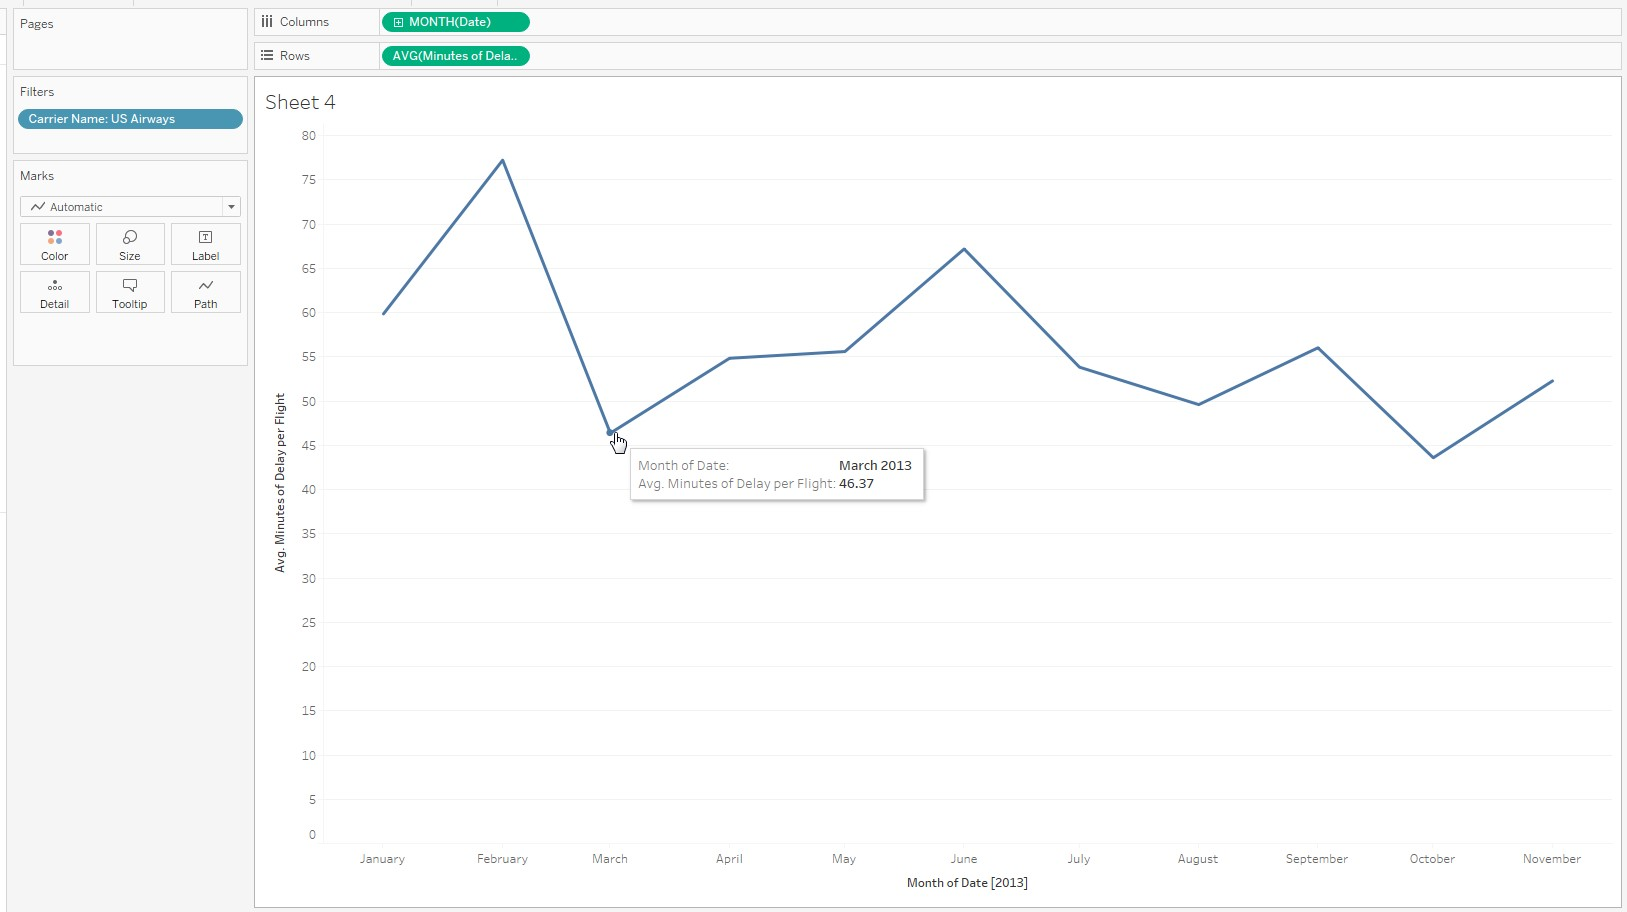 Pages
Filters
Carrier Name: US Airways
Marks
Automatic
Color
Size
Label
Detail
Tooltip
Path
Columns
MONTH(Date)
Rows
AVG(Minutes of Dela..
Sheet 4
80
75
70
65
60
55
50
45
40
35
30
25
20
15
10
5
0
Avg. Minutes of Delay per Flight
Month of Date: March 2013
Avg. Minutes of Delay per Flight: 46.37
January February March April May June July August September October November
Month of Date [2013]